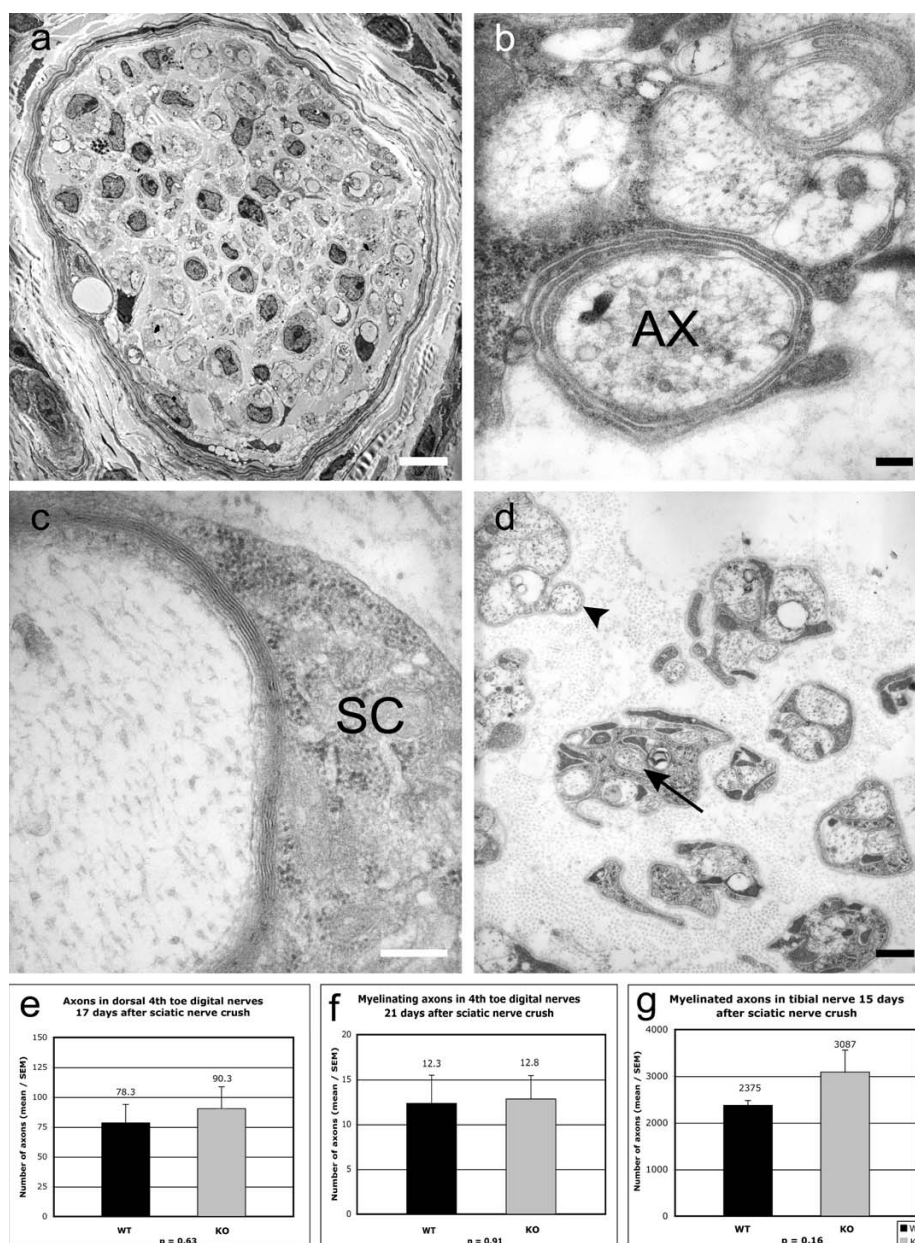 a
b
AX
c
SC
d
e
Axons in dorsal 4th toe digital nerves
17 days after sciatic nerve crush
Number of axons (mean / SEM)
150
125
100
75
50
25
0
78.3
90.3
WT
KO
p = 0,63
f
Myelinating axons in 4th toe digital nerves
21 days after sciatic nerve crush
Number of axons (mean / SEM)
20
15
10
5
0
12.3
12.8
WT
KO
p = 0,91
g
Myelinated axons in tibial nerve 15 days
after sciatic nerve crush
Number of axons (mean / SEM)
4000
3000
2000
1000
0
2375
3087
WT
KO
p = 0,16